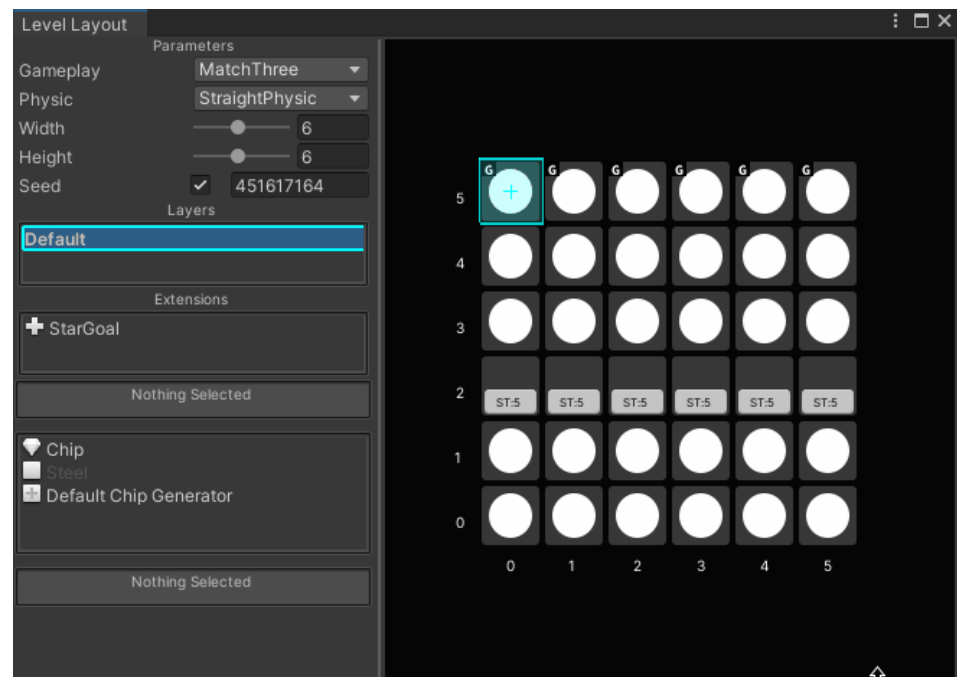 Level Layout
Parameters
Gameplay MatchThree
Physic StraightPhysic
Width 6
Height 6
Seed 451617164
Layers
Default
Extensions
StarGoal
Nothing Selected
Chip
Steel
Default Chip Generator
Nothing Selected
5 G G G G G G
4
3
2 ST:5 ST:5 ST:5 ST:5 ST:5 ST:5
1
0
0 1 2 3 4 5